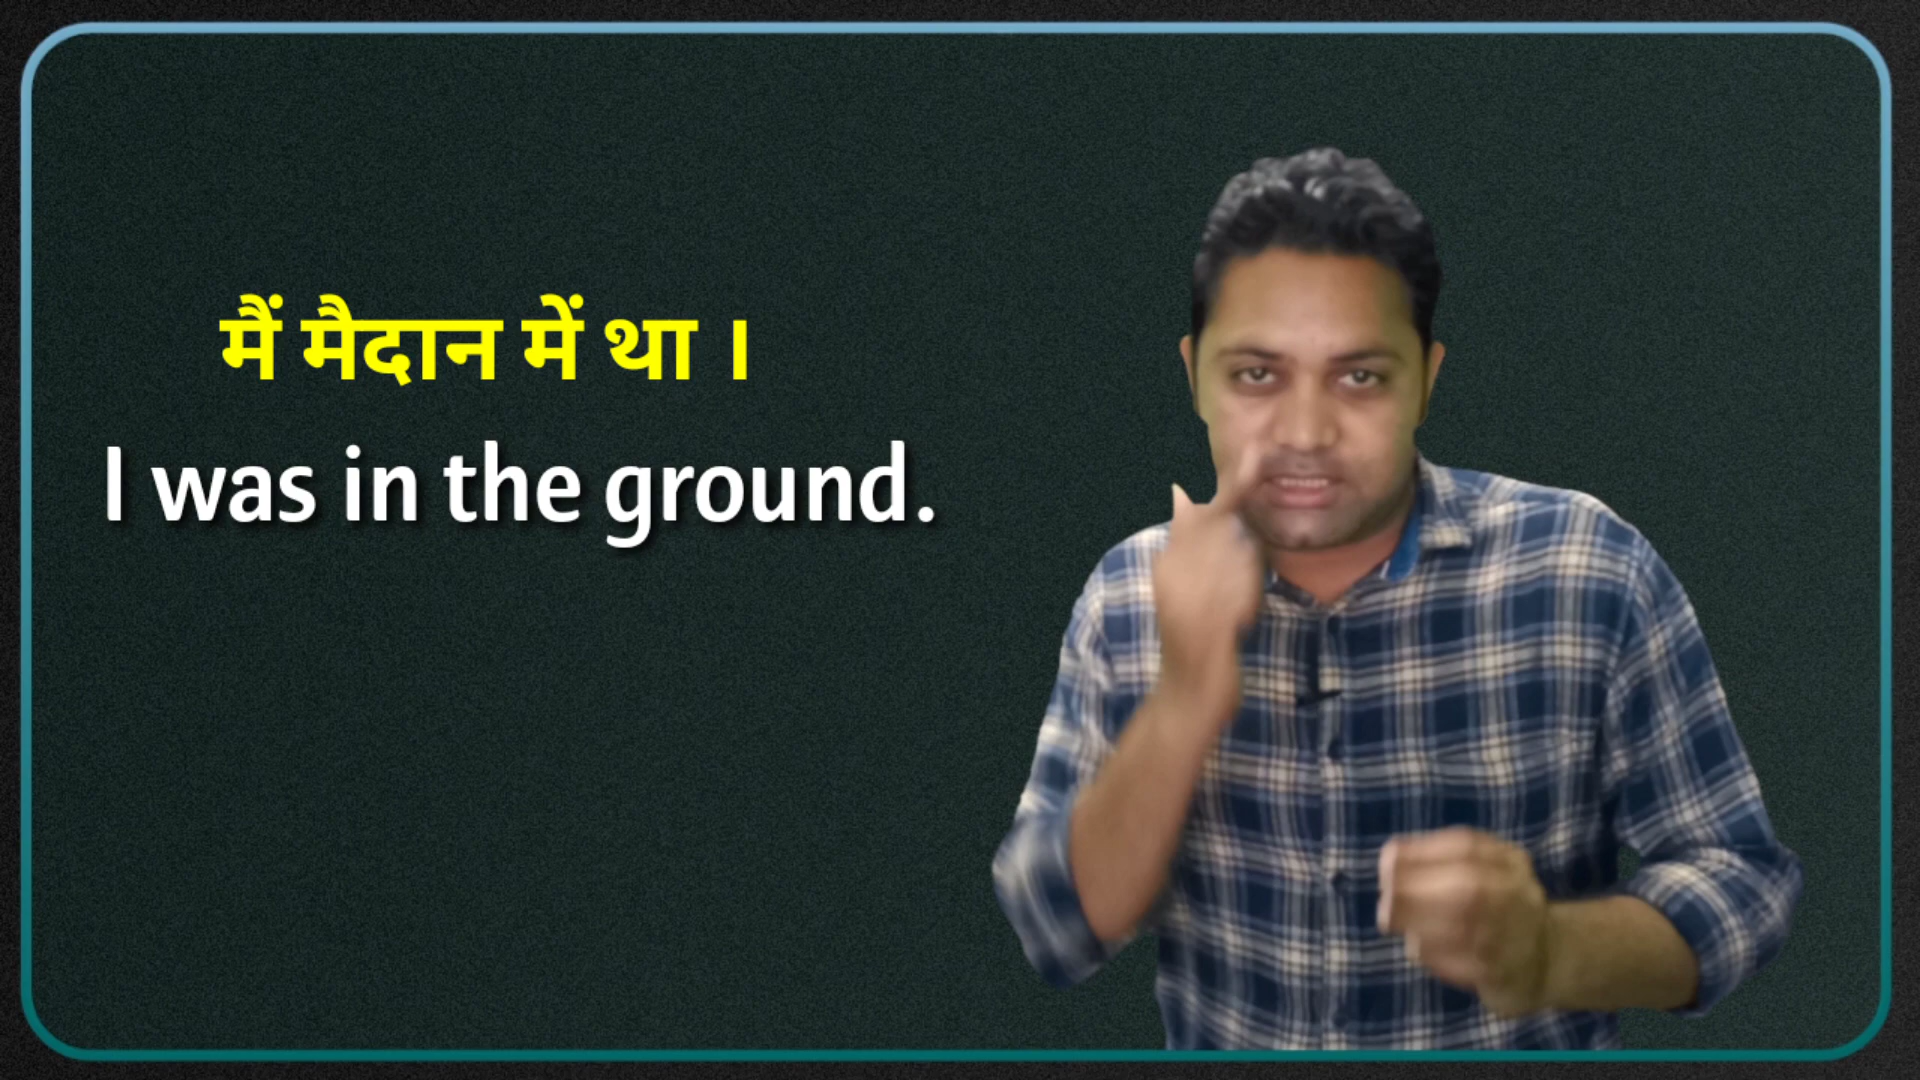 मैं मैदान में था ।
I was in the ground.